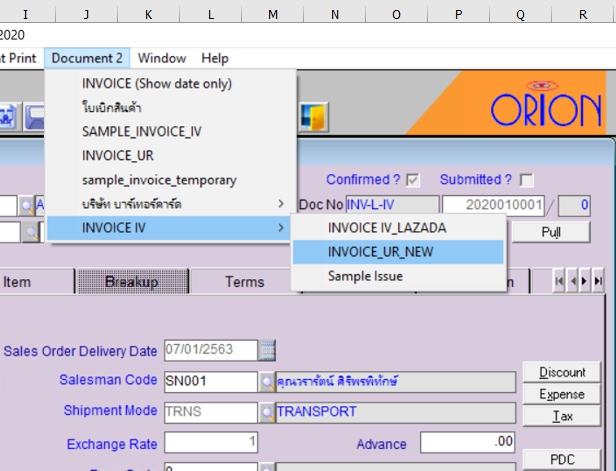 I J K L M N O P Q R
2020
t Print Document 2 Window Help
INVOICE (Show date only)
ใบเบิกสินค้า
SAMPLE_INVOICE_IV
INVOICE_UR
sample_invoice_temporary
บริษัท บาร์เทอร์คาร์ด
INVOICE IV
INVOICE IV_LAZADA
INVOICE_UR_NEW
Sample Issue
ORION
Confirmed ? Submitted ?
A Doc No INV-L-IV 2020010001 / 0
Pull
Item Breakup Terms n
Sales Order Delivery Date 07/01/2563
Salesman Code SN001 คุณวรารัตน์ ศิริพรพิทักษ์
Shipment Mode TRNS TRANSPORT
Exchange Rate 1 Advance .00
0
Discount
Expense
Tax
PDC